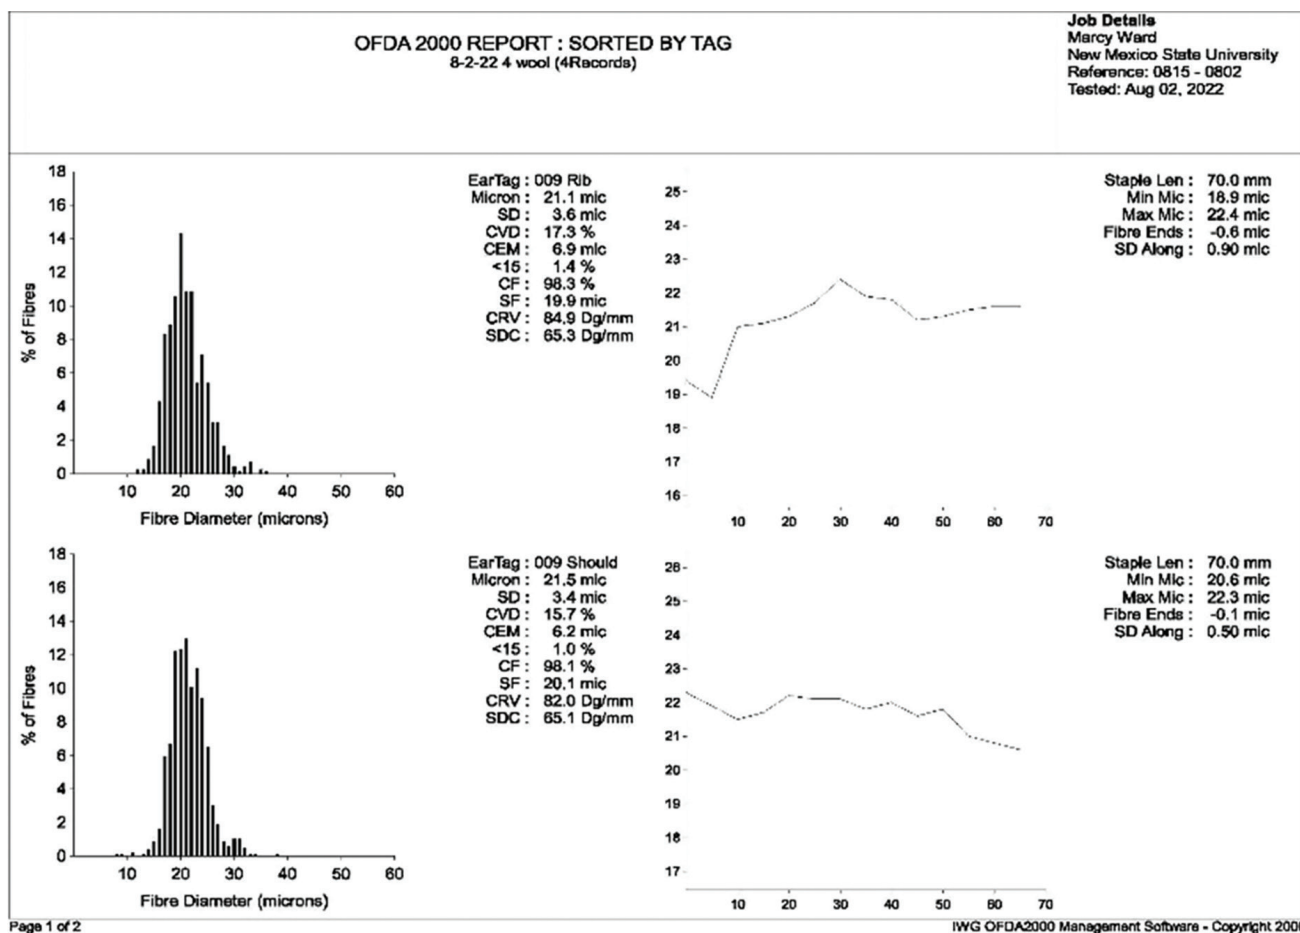 OFDA 2000 REPORT : SORTED BY TAG
8-2-22 4 wool (4Records)
Job Details
Marcy Ward
New Mexico State University
Reference: 0815 - 0802
Tested: Aug 02, 2022
18
16
14
12
10
8
6
4
2
0
% of Fibres
10 20 30 40 50 60
Fibre Diameter (microns)
EarTag : 009 Rib
Micron : 21.1 mic
SD : 3.6 mic
CVD : 17.3 %
CEM : 6.9 mic
<15 : 1.4 %
CF : 98.3 %
SF : 19.9 mic
CRV : 84.9 Dg/mm
SDC : 65.3 Dg/mm
25
24
23
22
21
20
19
18
17
16
10 20 30 40 50 60 70
Staple Len : 70.0 mm
Min Mic : 18.9 mic
Max Mic : 22.4 mic
Fibre Ends : -0.6 mic
SD Along : 0.90 mic
18
16
14
12
10
8
6
4
2
0
% of Fibres
10 20 30 40 50 60
Fibre Diameter (microns)
EarTag : 009 Should
Micron : 21.5 mic
SD : 3.4 mic
CVD : 15.7 %
CEM : 6.2 mic
<15 : 1.0 %
CF : 98.1 %
SF : 20.1 mic
CRV : 82.0 Dg/mm
SDC : 65.1 Dg/mm
26
25
24
23
22
21
20
19
18
17
10 20 30 40 50 60 70
Staple Len : 70.0 mm
Min Mic : 20.6 mic
Max Mic : 22.3 mic
Fibre Ends : -0.1 mic
SD Along : 0.50 mic
Page 1 of 2
IWG OFDA2000 Management Software - Copyright 200